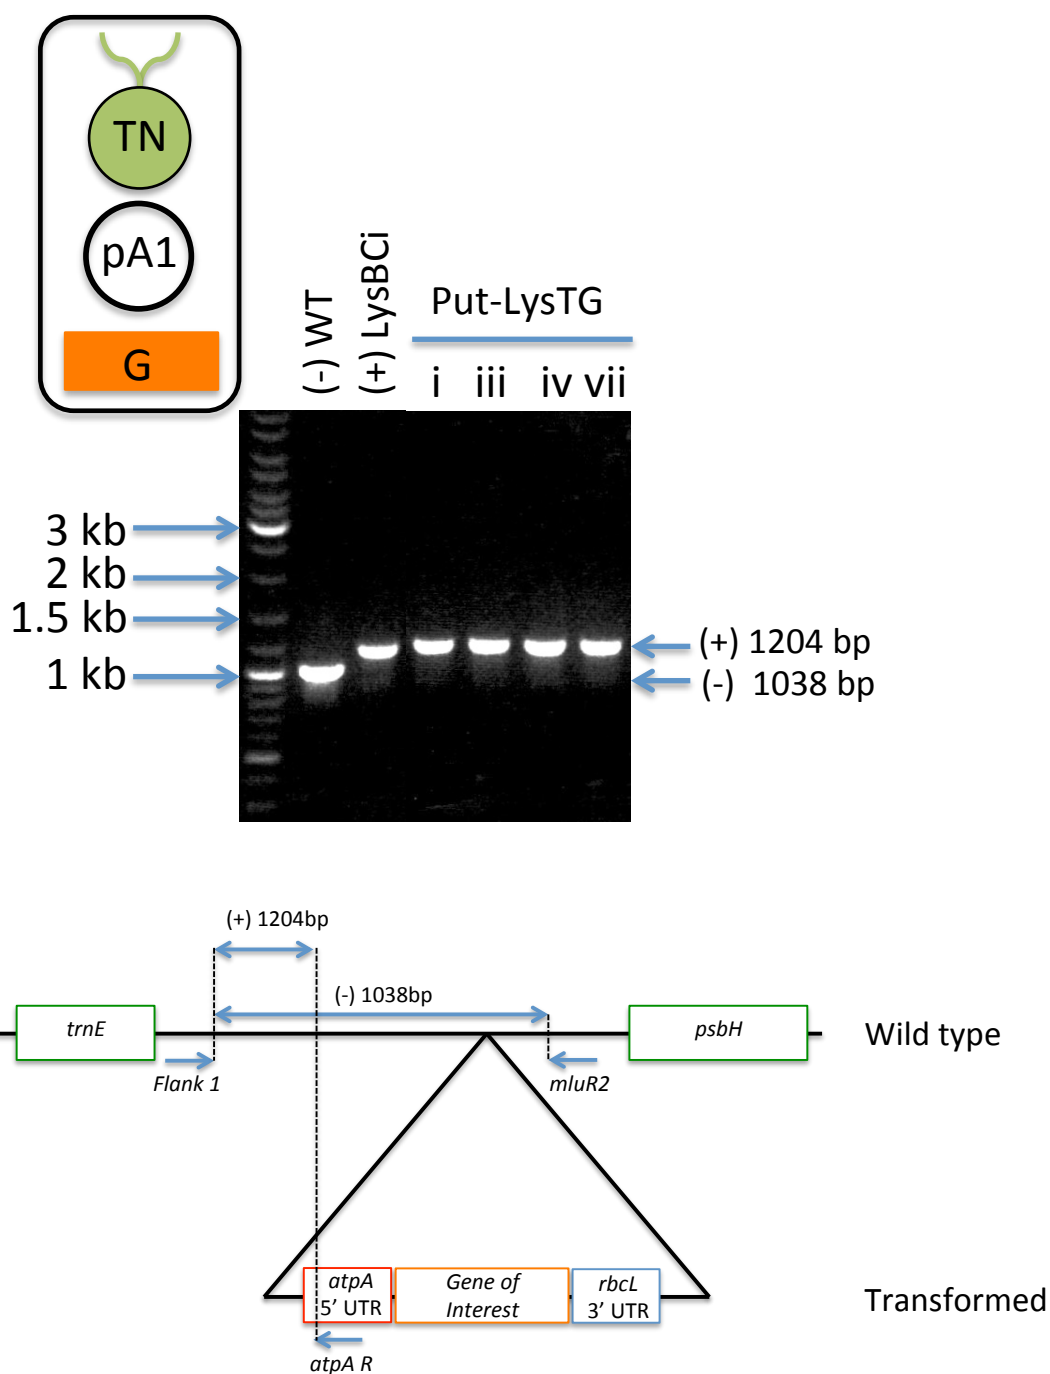 TN
pA1
G
(-) WT
(+) LysBCi
Put-LysTG
i iii iv vii
3 kb
2 kb
1.5 kb
1 kb
(+) 1204 bp
(-) 1038 bp
(+) 1204bp
(-) 1038bp
trnE
psbH
Wild type
Flank 1
mluR2
atpA
5’ UTR
Gene of
Interest
rbcL
3’ UTR
Transformed
atpA R